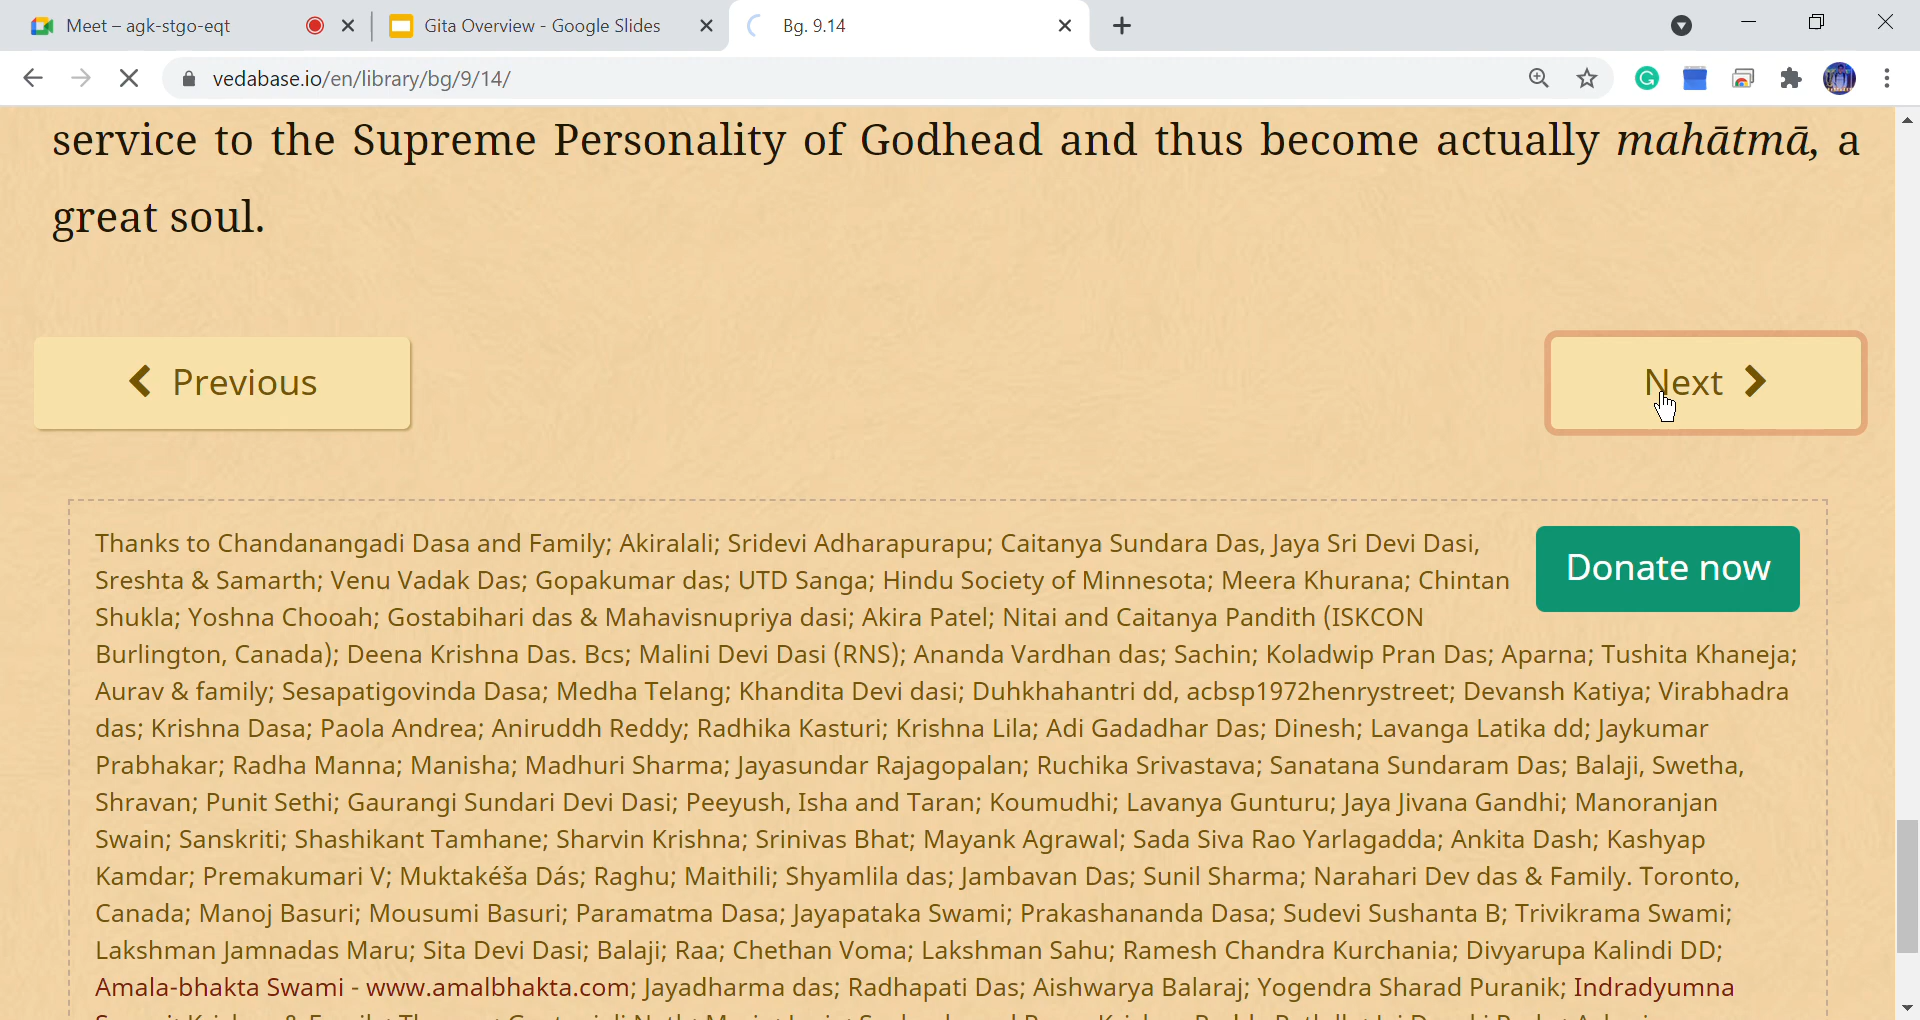 Meet – agk-stgo-eqt
Gita Overview - Google Slides
Bg. 9.14
vedabase.io/en/library/bg/9/14/
service to the Supreme Personality of Godhead and thus become actually mahātmā, a
great soul.
Previous
Next
Donate now
Thanks to Chandanangadi Dasa and Family; Akiralali; Sridevi Adharapurapu; Caitanya Sundara Das, Jaya Sri Devi Dasi,
Sreshta & Samarth; Venu Vadak Das; Gopakumar das; UTD Sanga; Hindu Society of Minnesota; Meera Khurana; Chintan
Shukla; Yoshna Chooah; Gostabihari das & Mahavisnupriya dasi; Akira Patel; Nitai and Caitanya Pandith (ISKCON
Burlington, Canada); Deena Krishna Das. Bcs; Malini Devi Dasi (RNS); Ananda Vardhan das; Sachin; Koladwip Pran Das; Aparna; Tushita Khaneja;
Aurav & family; Sesapatigovinda Dasa; Medha Telang; Khandita Devi dasi; Duhkhahantri dd, acbsp1972henrystreet; Devansh Katiya; Virabhadra
das; Krishna Dasa; Paola Andrea; Aniruddh Reddy; Radhika Kasturi; Krishna Lila; Adi Gadadhar Das; Dinesh; Lavanga Latika dd; Jaykumar
Prabhakar; Radha Manna; Manisha; Madhuri Sharma; Jayasundar Rajagopalan; Ruchika Srivastava; Sanatana Sundaram Das; Balaji, Swetha,
Shravan; Punit Sethi; Gaurangi Sundari Devi Dasi; Peeyush, Isha and Taran; Koumudhi; Lavanya Gunturu; Jaya Jivana Gandhi; Manoranjan
Swain; Sanskriti; Shashikant Tamhane; Sharvin Krishna; Srinivas Bhat; Mayank Agrawal; Sada Siva Rao Yarlagadda; Ankita Dash; Kashyap
Kamdar; Premakumari V; Muktakéša Dás; Raghu; Maithili; Shyamlila das; Jambavan Das; Sunil Sharma; Narahari Dev das & Family. Toronto,
Canada; Manoj Basuri; Mousumi Basuri; Paramatma Dasa; Jayapataka Swami; Prakashananda Dasa; Sudevi Sushanta B; Trivikrama Swami;
Lakshman Jamnadas Maru; Sita Devi Dasi; Balaji; Raa; Chethan Voma; Lakshman Sahu; Ramesh Chandra Kurchania; Divyarupa Kalindi DD;
Amala-bhakta Swami - www.amalbhakta.com; Jayadharma das; Radhapati Das; Aishwarya Balaraj; Yogendra Sharad Puranik; Indradyumna